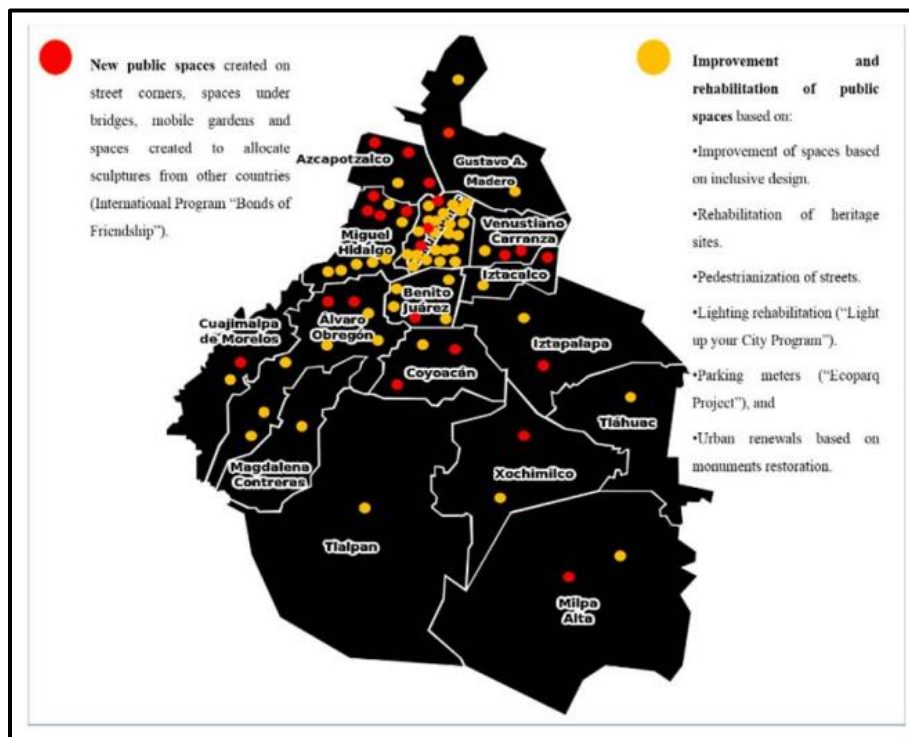 New public spaces created on
street corners, spaces under
bridges, mobile gardens and
spaces created to allocate
sculptures from other countries
(International Program “Bonds of
Friendship”).
Improvement and
rehabilitation of public
spaces based on:
•Improvement of spaces based
on inclusive design.
•Rehabilitation of heritage
sites.
•Pedestrianization of streets.
•Lighting rehabilitation (“Light
up your City Program”).
•Parking meters (“Ecoparq
Project”), and
•Urban renewals based on
monuments restoration.
Azcapotzalco
Gustavo A.
Madero
Miguel
Hidalgo
Venustiano
Carranza
Iztacalco
Benito
Juárez
Cuajimalpa
de Morelos
Álvaro
Obregón
Iztapalapa
Coyoacán
Tláhuac
Magdalena
Contreras
Xochimilco
Tlalpan
Milpa
Alta